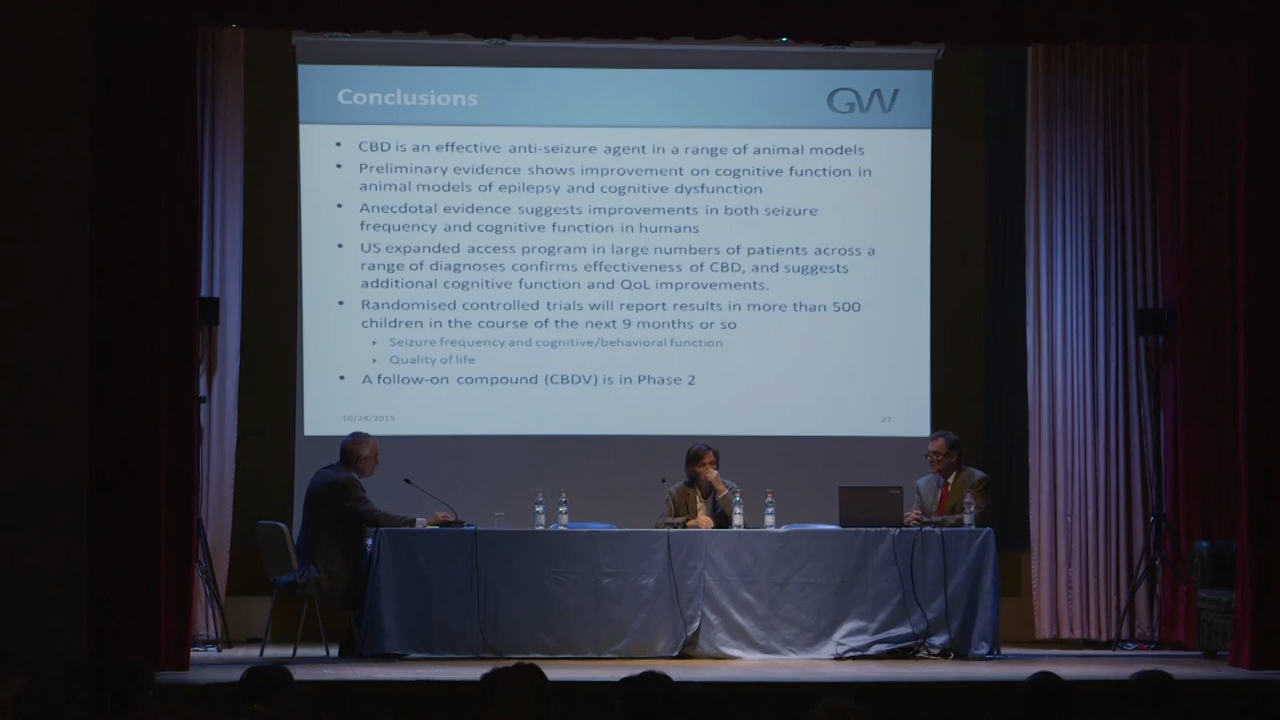 Conclusions
GW
• CBD is an effective anti-seizure agent in a range of animal models
• Preliminary evidence shows improvement on cognitive function in
animal models of epilepsy and cognitive dysfunction
• Anecdotal evidence suggests improvements in both seizure
frequency and cognitive function in humans
• US expanded access program in large numbers of patients across a
range of diagnoses confirms effectiveness of CBD, and suggests
additional cognitive function and QoL improvements.
• Randomised controlled trials will report results in more than 500
children in the course of the next 9 months or so
‣ Seizure frequency and cognitive/behavioral function
‣ Quality of life
• A follow-on compound (CBDV) is in Phase 2
10/24/2015
27